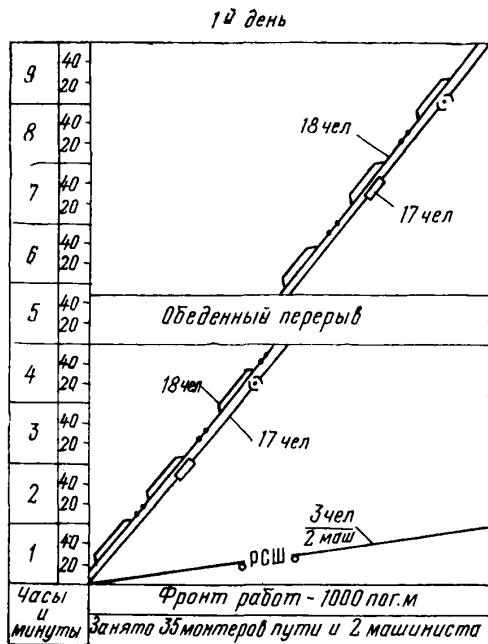 1й день
9 40
20
8 40
20
18 чел
7 40
20
17 чел
6 40
20
5 40
20
Обеденный перерыв
4 40
20
18 чел
3 40
20
17 чел
2 40
20
3 чел
2 маш
1 40
20
РСШ
Часы и минуты
Фронт работ - 1000 пог.м
Занято 35 монтеров пути и 2 машиниста